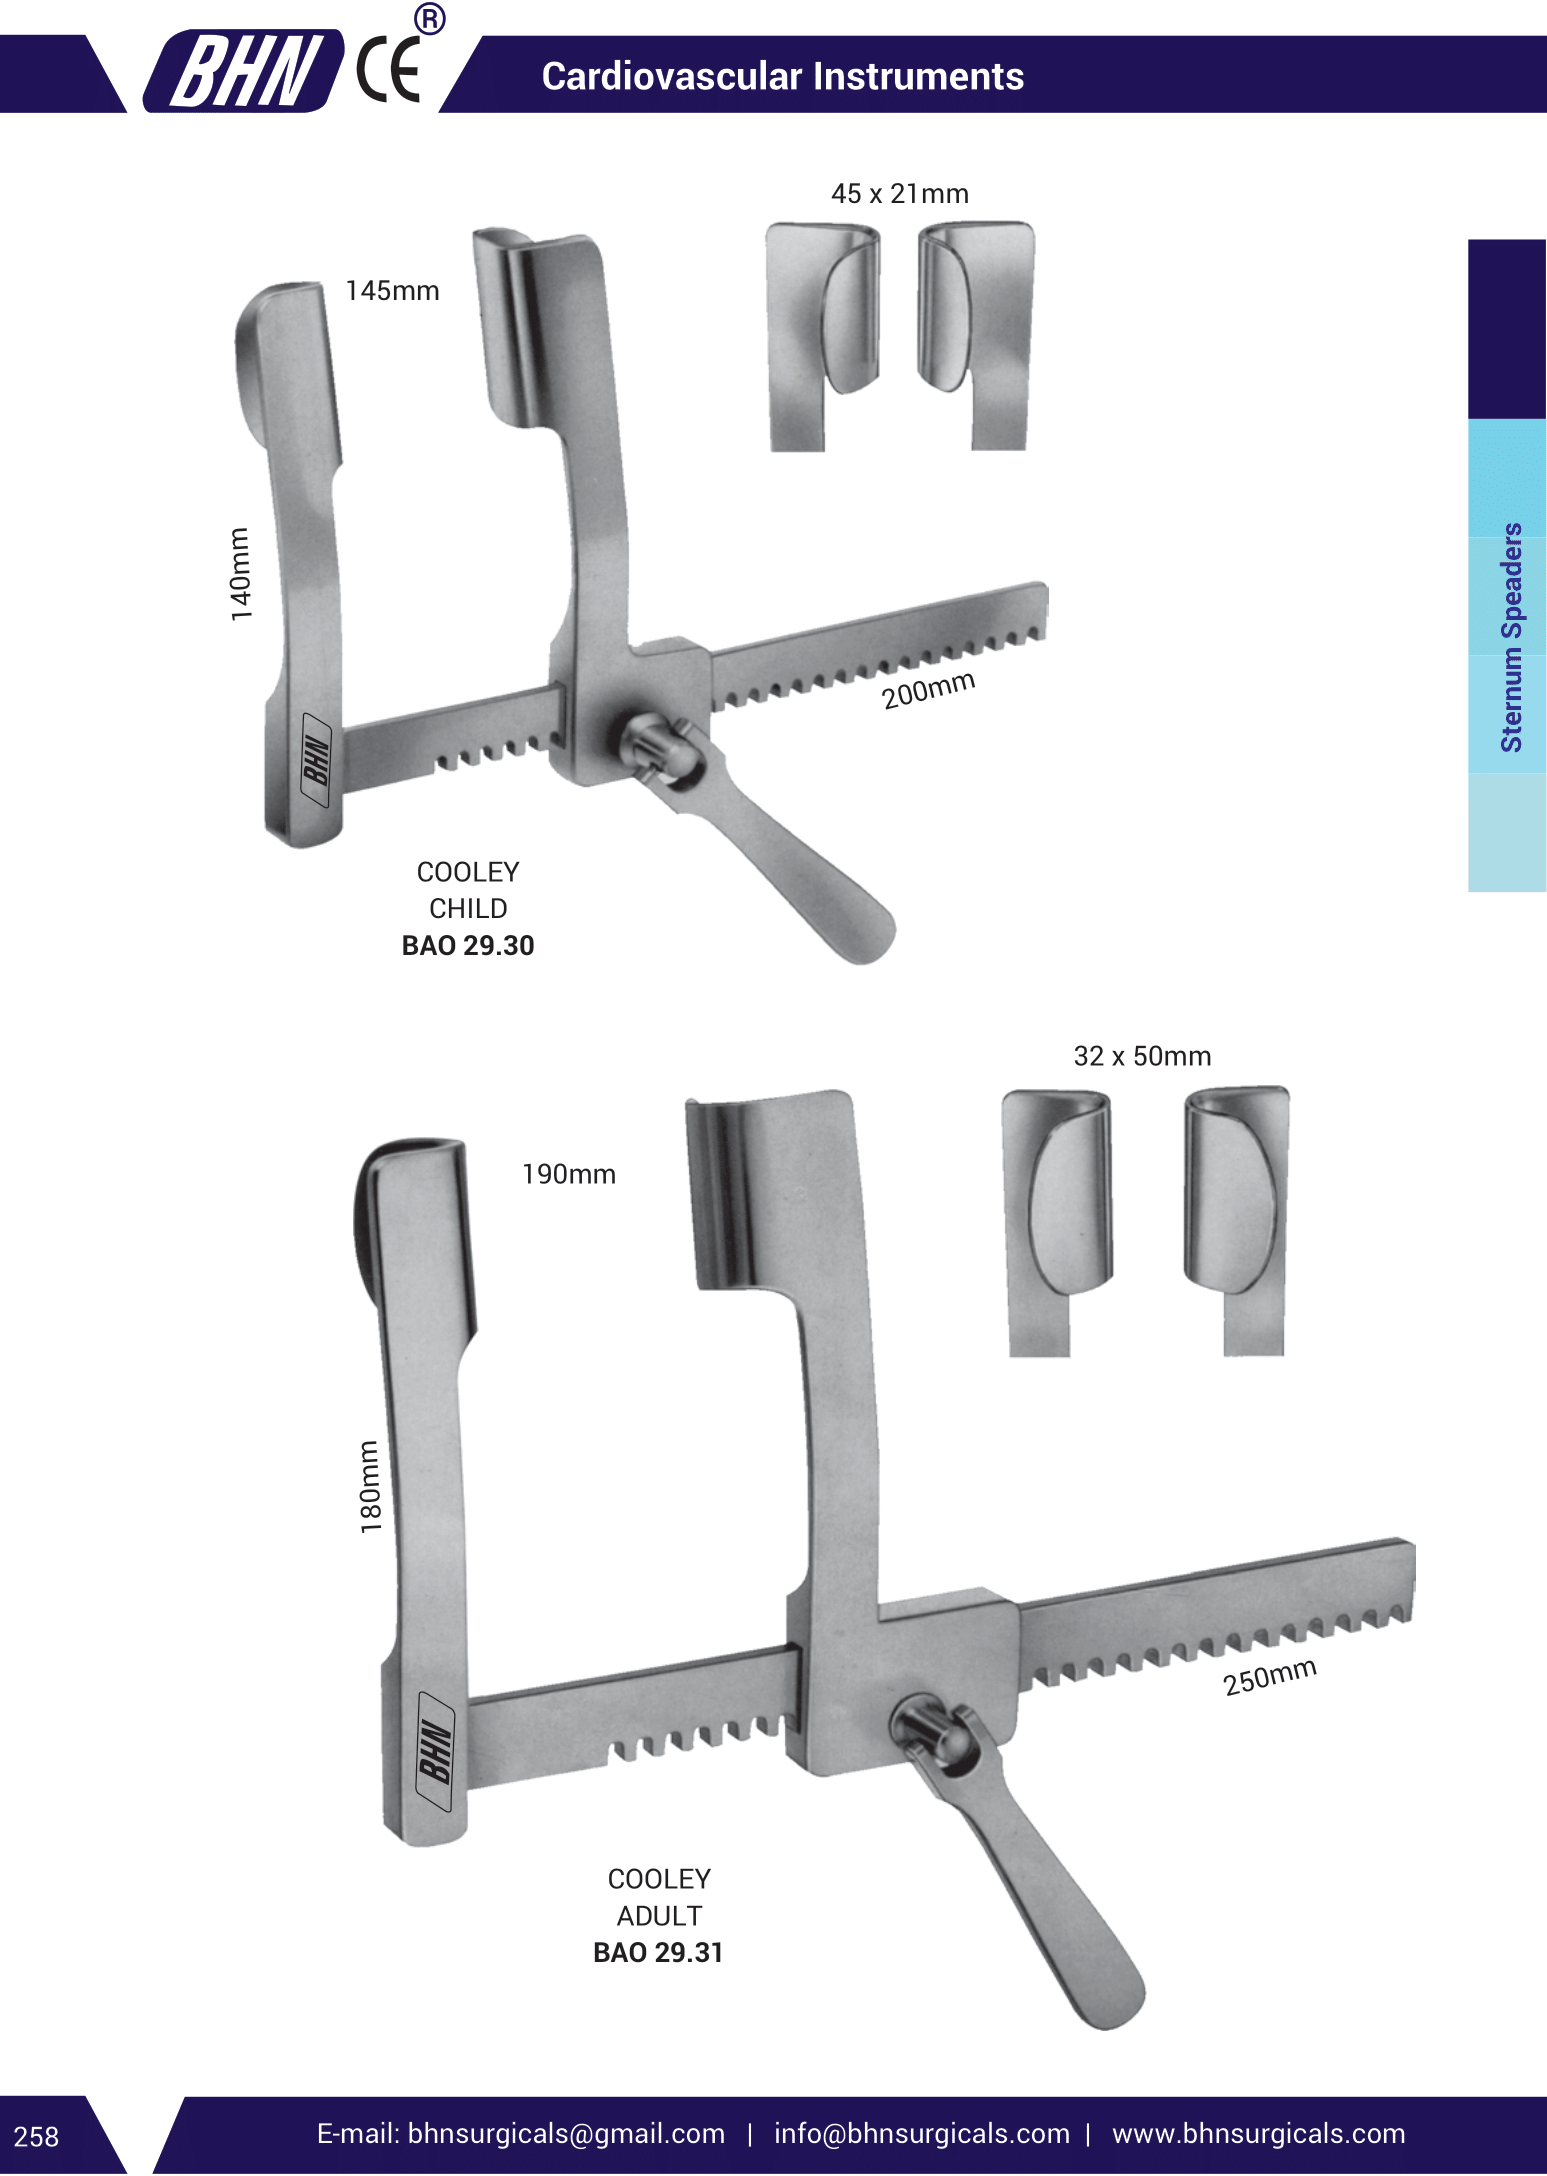 BHN CE ®
Cardiovascular Instruments
45 x 21mm
145mm
140mm
200mm
BHN
COOLEY
CHILD
BAO 29.30
Sternum Speaders
32 x 50mm
190mm
180mm
250mm
BHN
COOLEY
ADULT
BAO 29.31
258
E-mail: bhnsurgicals@gmail.com | info@bhnsurgicals.com | www.bhnsurgicals.com